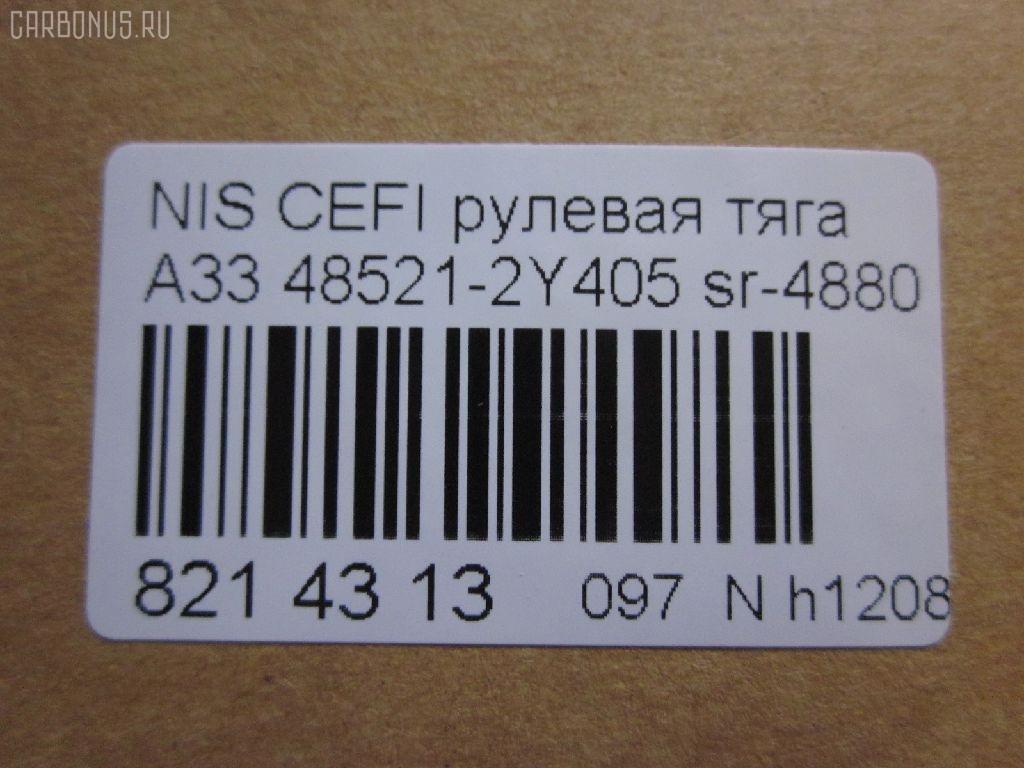 CARBONUS.RU
NIS CEFI рулевая тяга
A33 48521-2Y405 sr-4880
821 43 13 097 N h1208